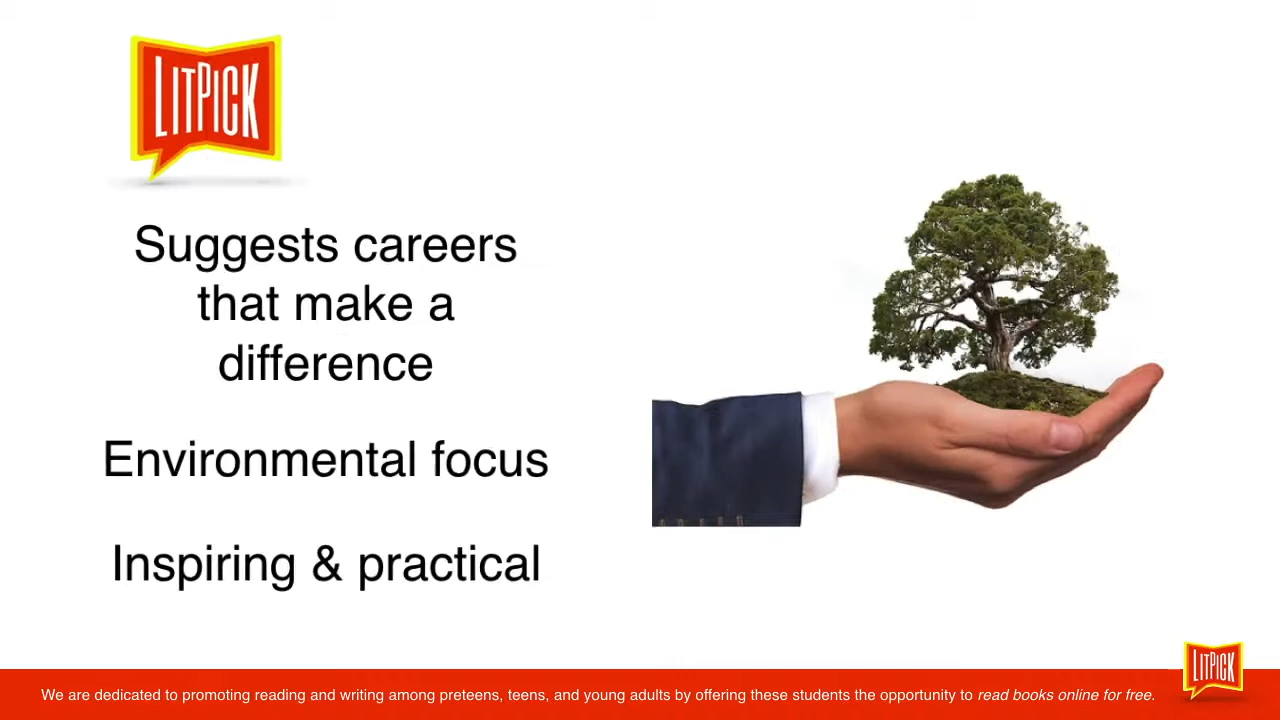 LITPICK
Suggests careers
that make a
difference
Environmental focus
Inspiring & practical
We are dedicated to promoting reading and writing among preteens, teens, and young adults by offering these students the opportunity to read books online for free.
LITPICK